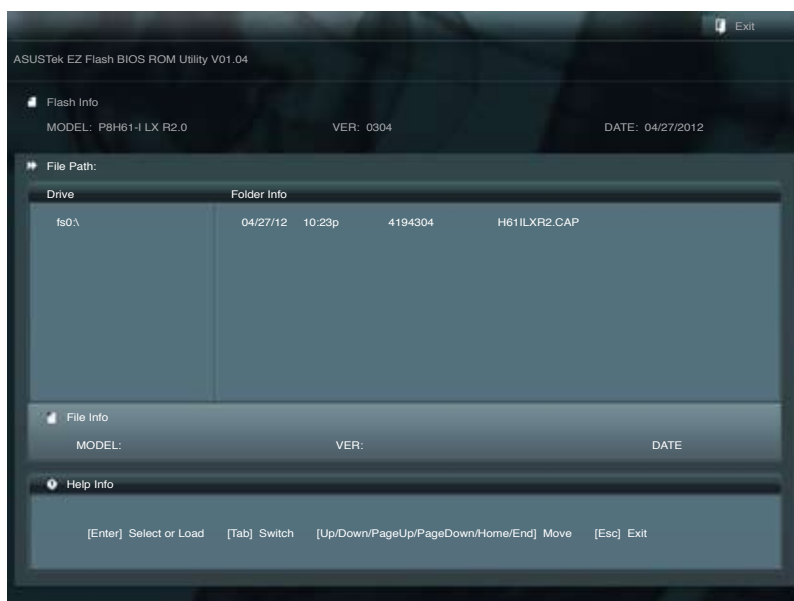 Exit
ASUSTek EZ Flash BIOS ROM Utility V01.04
Flash Info
MODEL: P8H61-I LX R2.0 VER: 0304 DATE: 04/27/2012
File Path:
Drive Folder Info
fs0:\ 04/27/12 10:23p 4194304 H61ILXR2.CAP
File Info
MODEL: VER: DATE
Help Info
[Enter] Select or Load [Tab] Switch [Up/Down/PageUp/PageDown/Home/End] Move [Esc] Exit